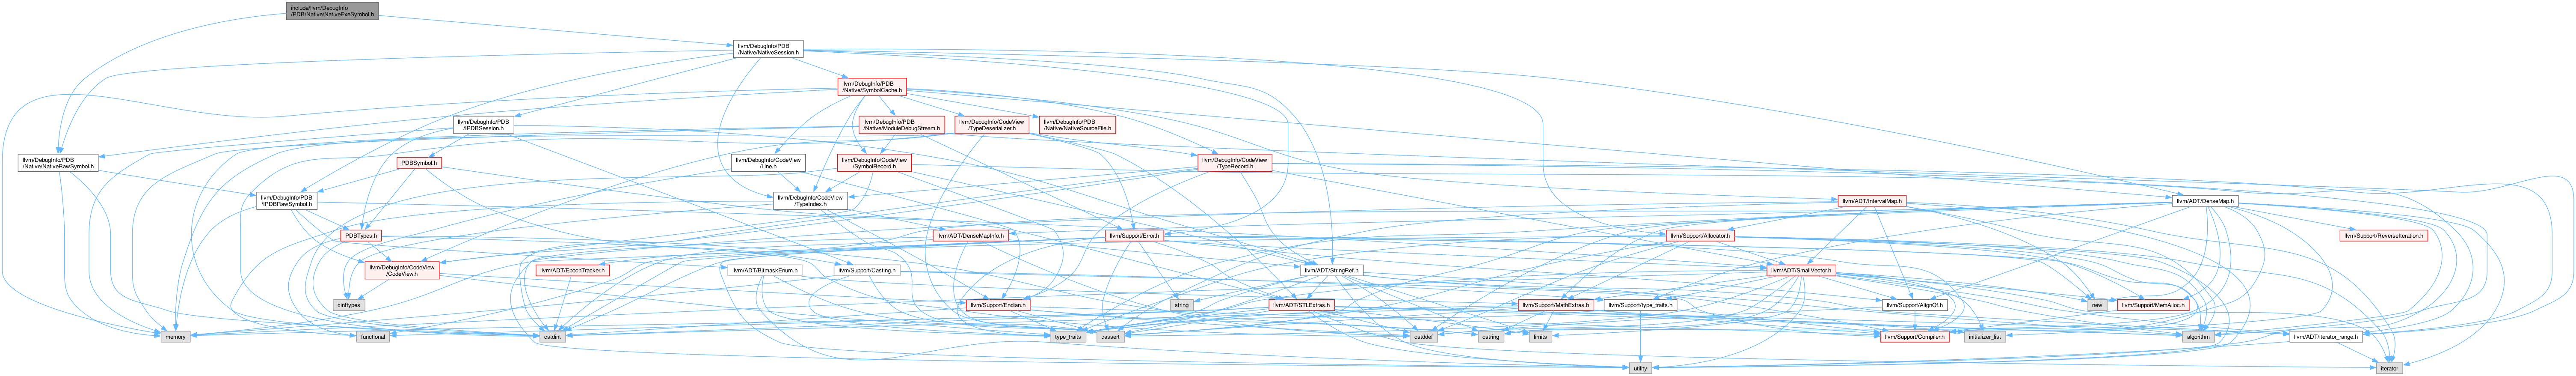 include/llvm/DebugInfo
/PDB/Native/NativeExeSymbol.h
llvm/DebugInfo/PDB
/Native/NativeSession.h
llvm/DebugInfo/PDB
/Native/SymbolCache.h
llvm/DebugInfo/PDB
/IPDBSession.h
llvm/DebugInfo/PDB
/Native/ModuleDebugStream.h
llvm/DebugInfo/CodeView
/TypeDeserializer.h
llvm/DebugInfo/PDB
/Native/NativeSourceFile.h
llvm/DebugInfo/PDB
/Native/NativeRawSymbol.h
PDBSymbol.h
llvm/DebugInfo/CodeView
/Line.h
llvm/DebugInfo/CodeView
/SymbolRecord.h
llvm/DebugInfo/CodeView
/TypeRecord.h
llvm/DebugInfo/PDB
/IPDBRawSymbol.h
llvm/DebugInfo/CodeView
/TypeIndex.h
llvm/ADT/IntervalMap.h
llvm/ADT/DenseMap.h
PDBTypes.h
llvm/ADT/DenseMapInfo.h
llvm/Support/Error.h
llvm/Support/Allocator.h
llvm/Support/ReverseIteration.h
llvm/DebugInfo/CodeView
/CodeView.h
llvm/ADT/EpochTracker.h
llvm/ADT/BitmaskEnum.h
llvm/Support/Casting.h
llvm/ADT/StringRef.h
llvm/ADT/SmallVector.h
cinttypes
llvm/Support/Endian.h
string
llvm/ADT/STLExtras.h
llvm/Support/MathExtras.h
llvm/Support/type_traits.h
llvm/Support/AlignOf.h
new
llvm/Support/MemAlloc.h
memory
functional
cstdint
type_traits
cassert
cstddef
cstring
limits
llvm/Support/Compiler.h
initializer_list
algorithm
llvm/ADT/iterator_range.h
utility
iterator